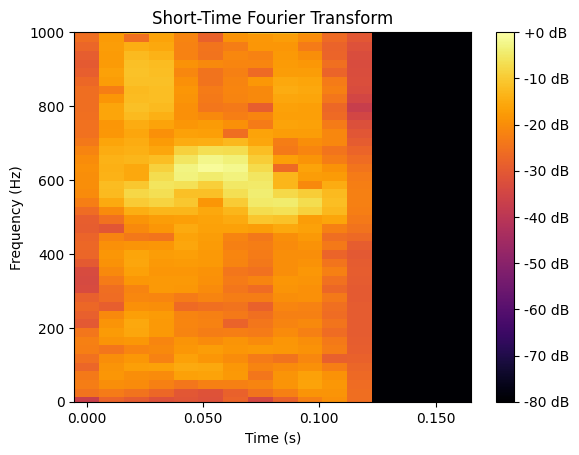 Short-Time Fourier Transform
1000
800
600
400
200
0
Frequency (Hz)
0.000
0.050
0.100
0.150
Time (s)
+0 dB
-10 dB
-20 dB
-30 dB
-40 dB
-50 dB
-60 dB
-70 dB
-80 dB